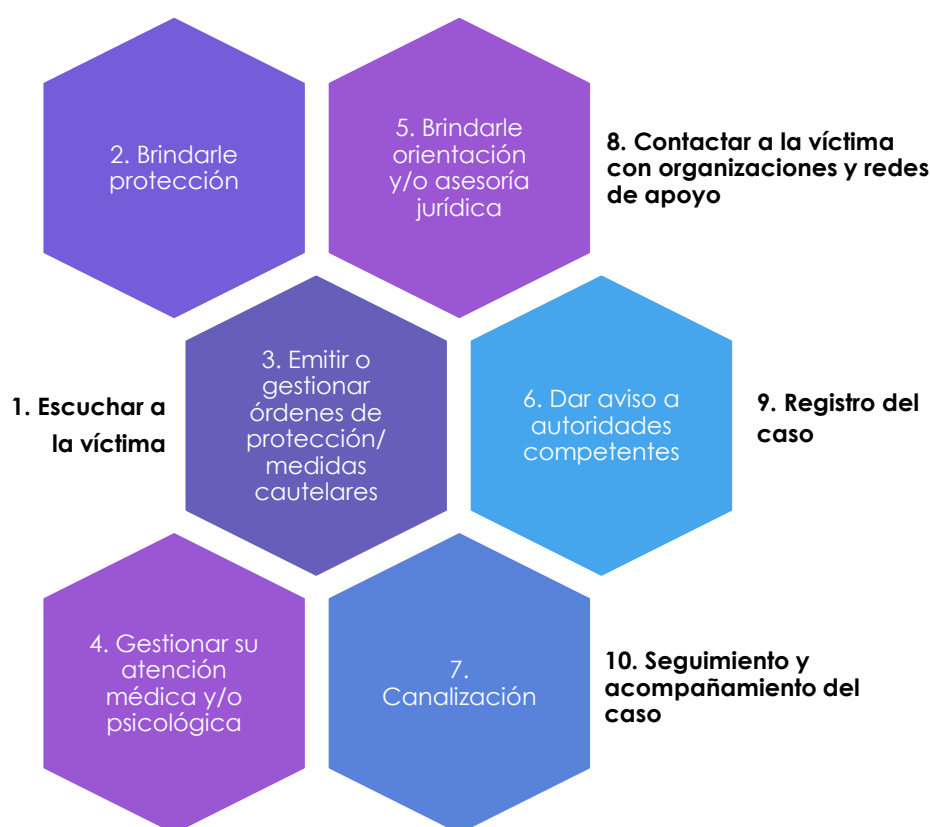 1. Escuchar a
la víctima
2. Brindarle
protección
3. Emitir o
gestionar
órdenes de
protección/
medidas
cautelares
4. Gestionar su
atención
médica y/o
psicológica
5. Brindarle
orientación
y/o asesoría
jurídica
6. Dar aviso a
autoridades
competentes
7.
Canalización
8. Contactar a la víctima
con organizaciones y redes
de apoyo
9. Registro del
caso
10. Seguimiento y
acompañamiento del
caso